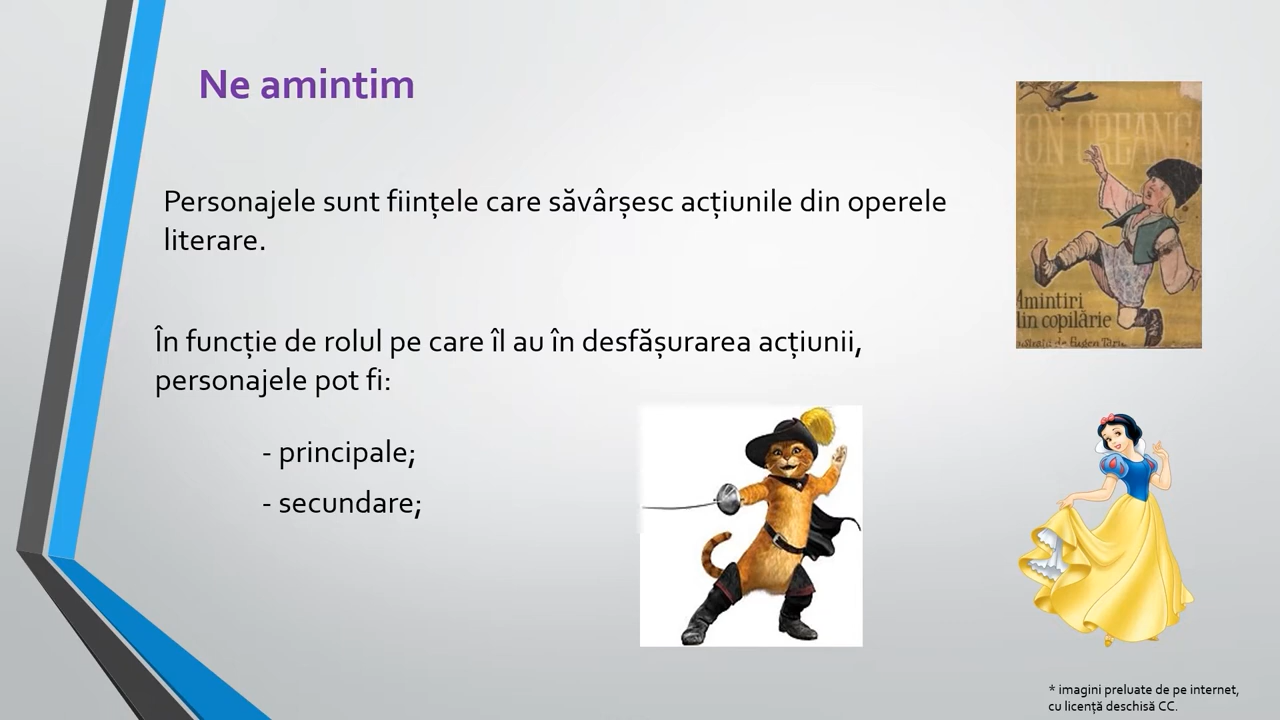 Ne amintim
Personajele sunt ființele care săvârșesc acțiunile din operele
literare.
În funcție de rolul pe care îl au în desfășurarea acțiunii,
personajele pot fi:
- principale;
- secundare;
ION CREANGA
Amintiri
din copilărie
* imagini preluate de pe internet,
cu licență deschisă CC.